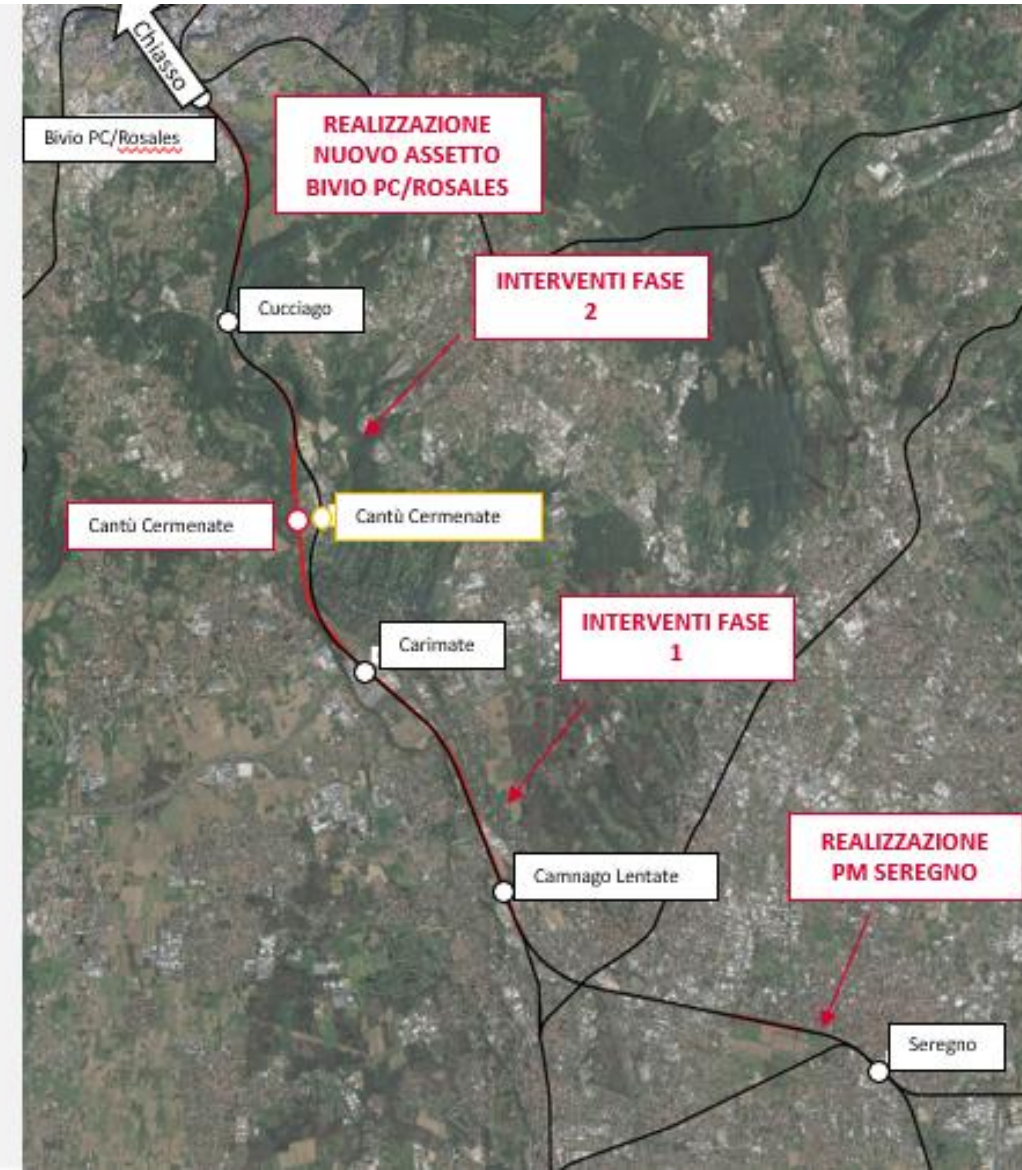 Chiasso
Bivio PC/Rosales
REALIZZAZIONE
NUOVO ASSETTO
BIVIO PC/ROSALES
INTERVENTI FASE
2
Cucciago
Cantù Cermenate
Cantù Cermenate
INTERVENTI FASE
1
Carimate
REALIZZAZIONE
PM SEREGNO
Camnago Lentate
Seregno